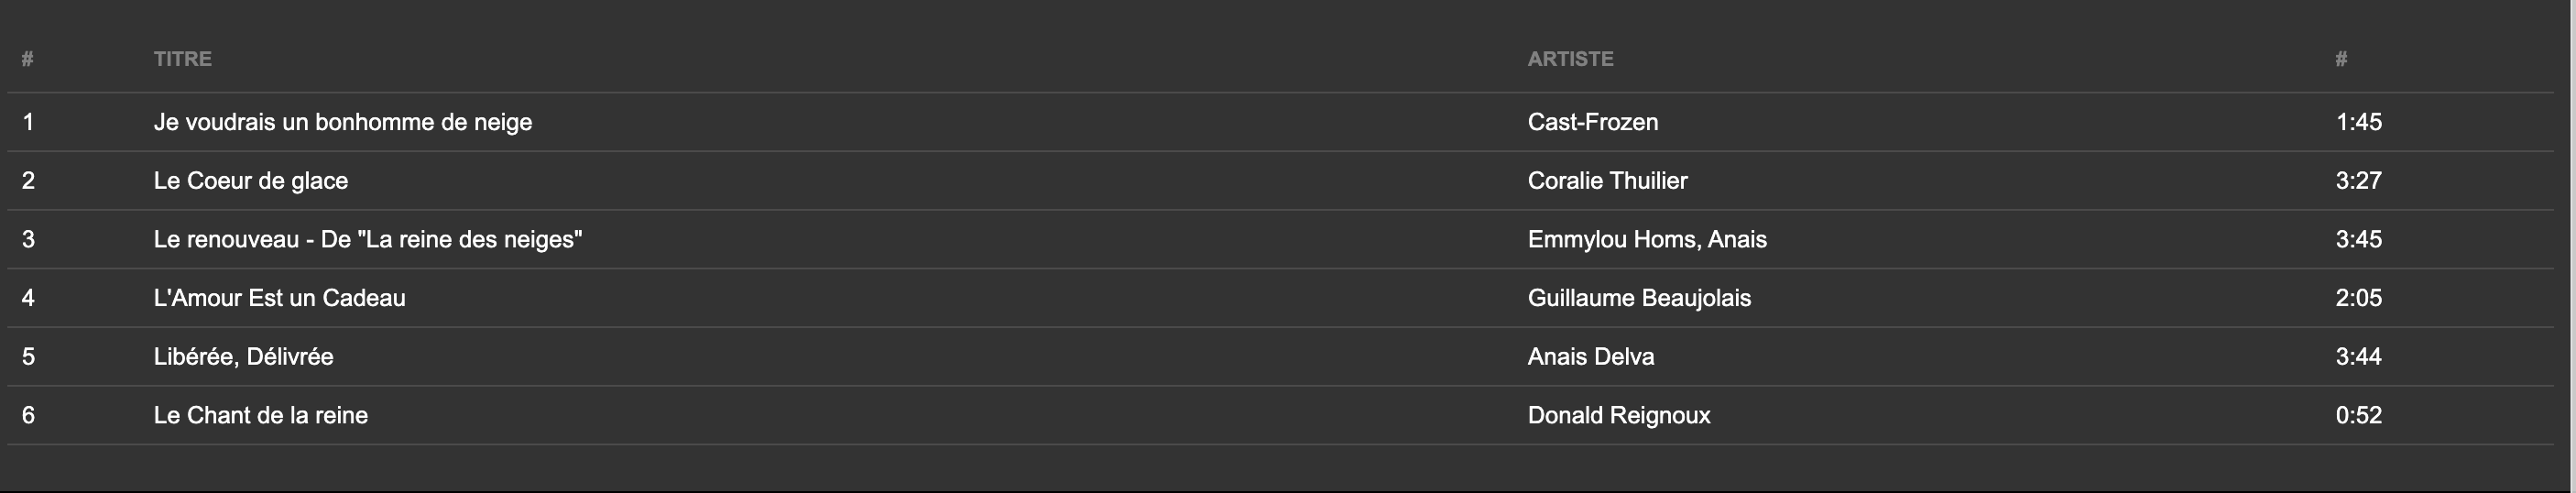 # TITRE ARTISTE #
1 Je voudrais un bonhomme de neige Cast-Frozen 1:45
2 Le Coeur de glace Coralie Thuilier 3:27
3 Le renouveau - De "La reine des neiges" Emmylou Homs, Anais 3:45
4 L'Amour Est un Cadeau Guillaume Beaujolais 2:05
5 Libérée, Délivrée Anais Delva 3:44
6 Le Chant de la reine Donald Reignoux 0:52